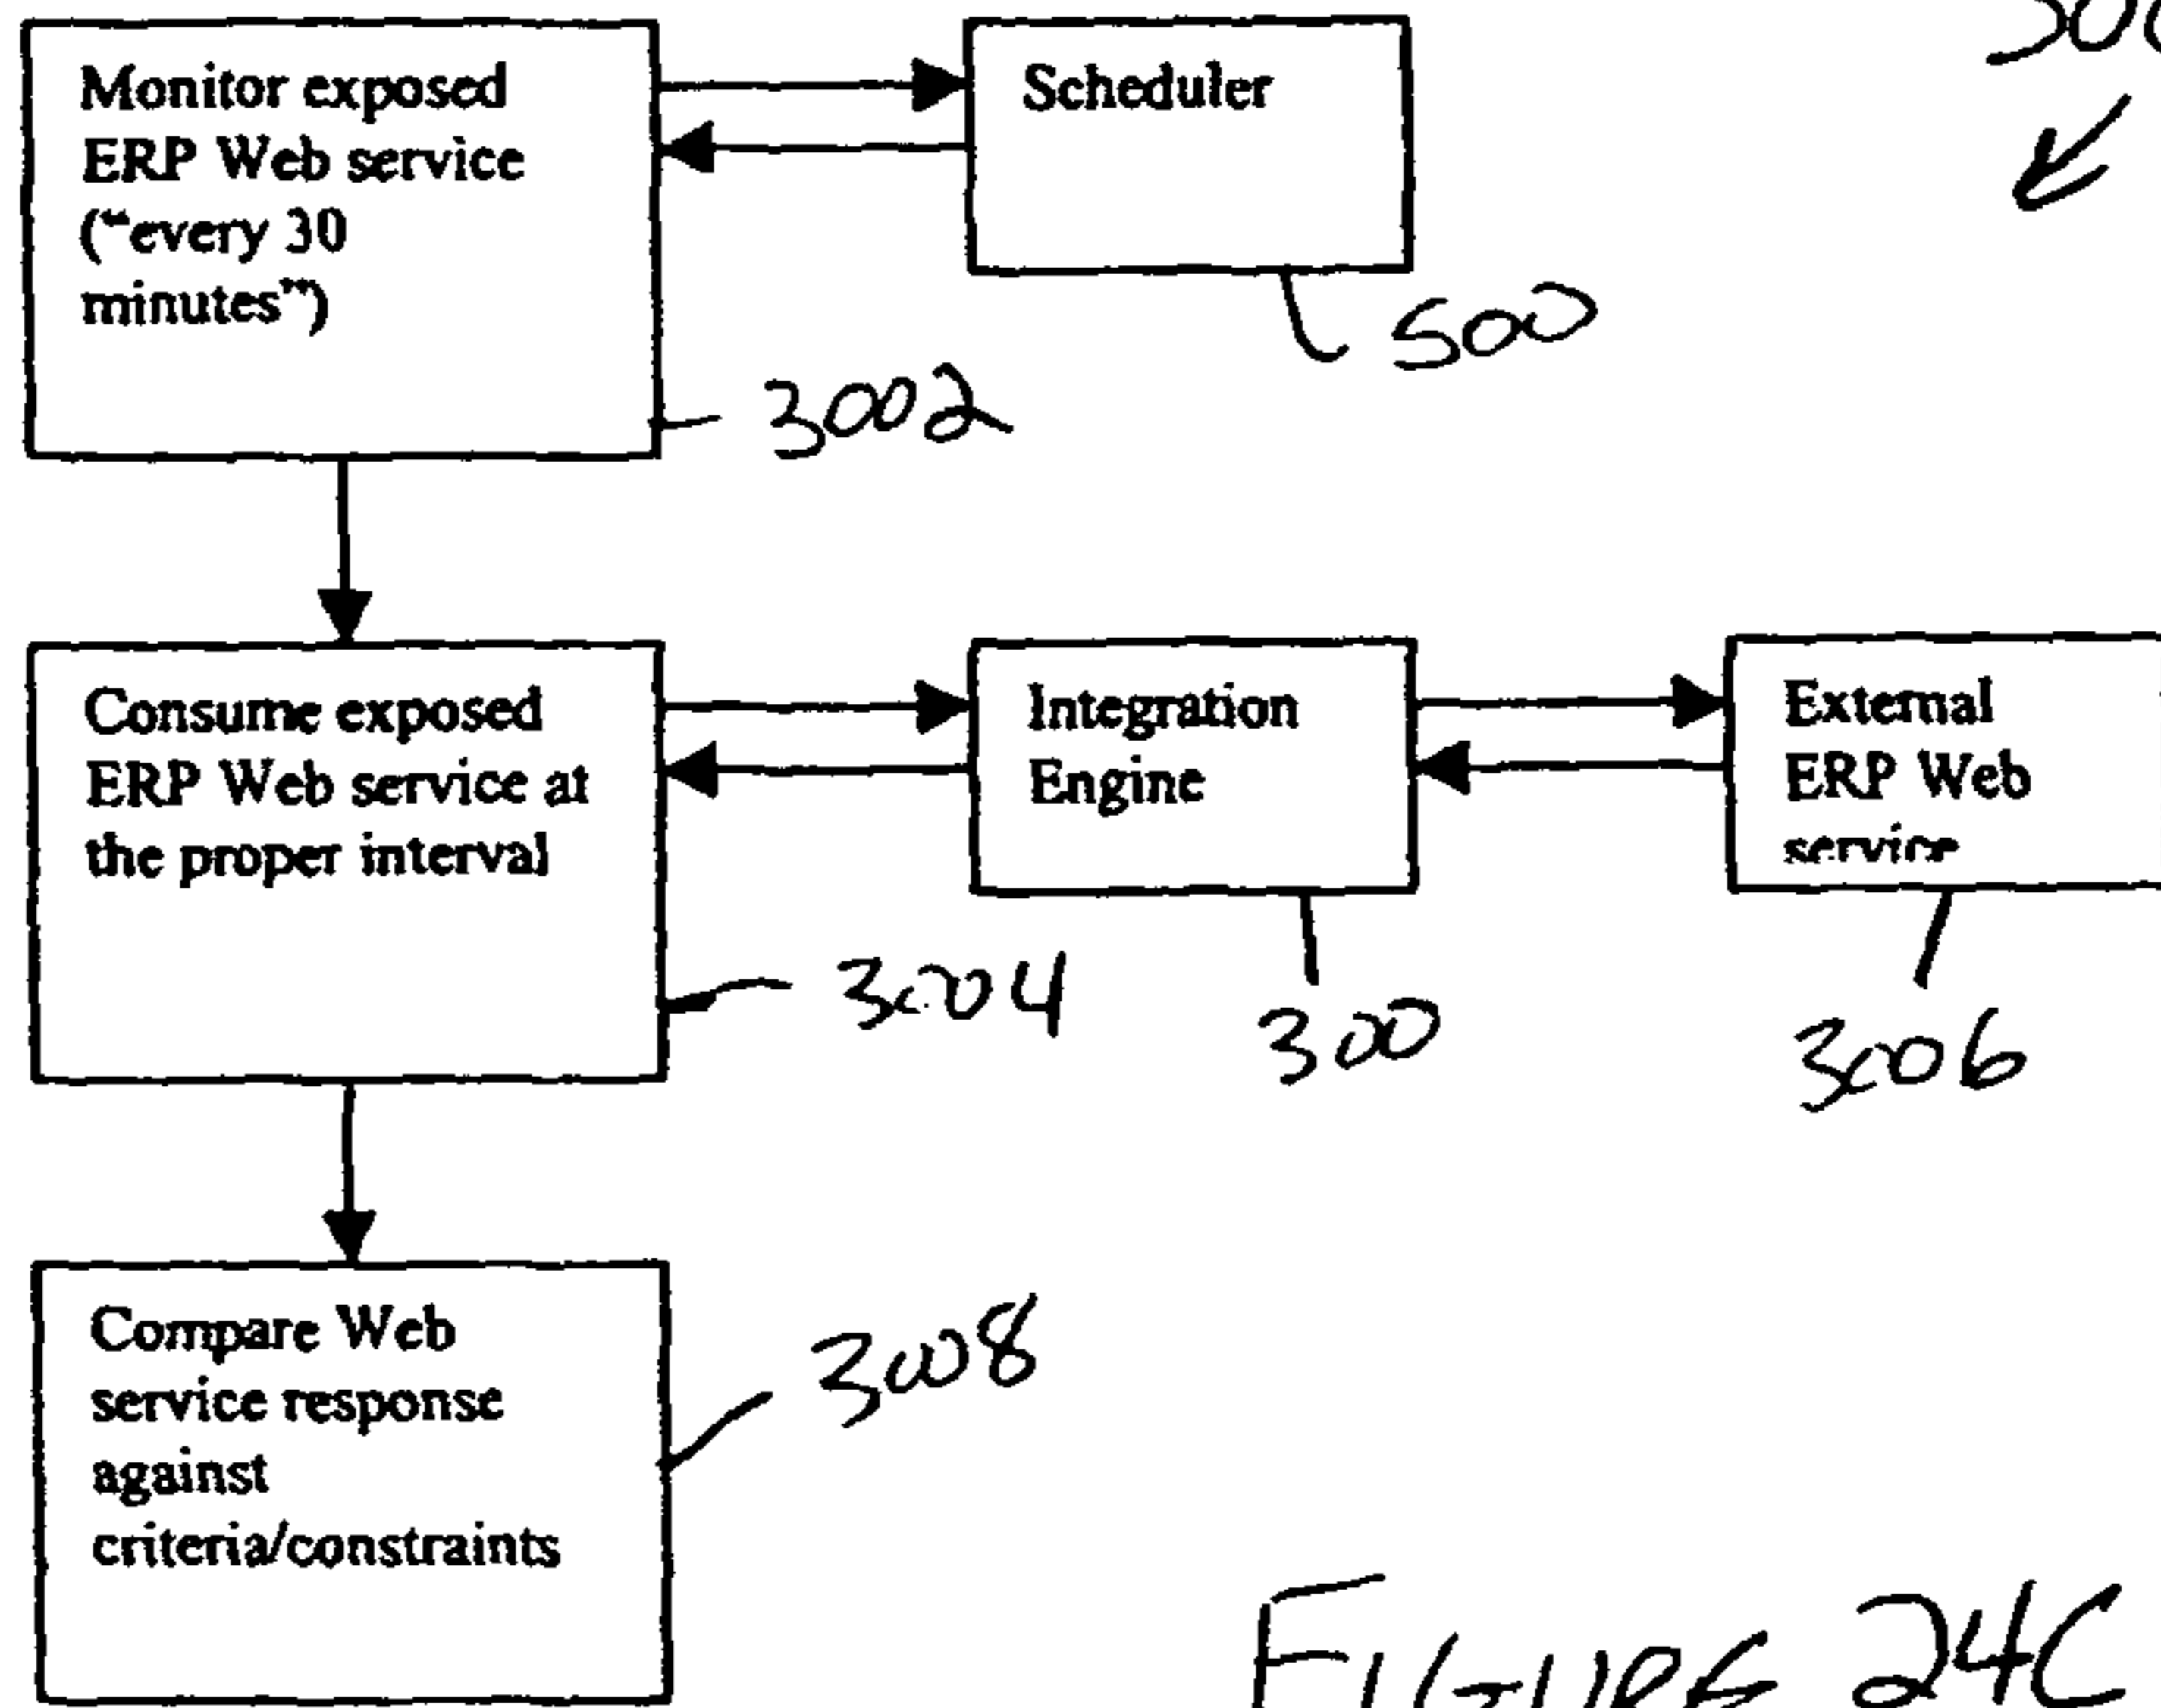 Monitor exposed
ERP Web service
("every 30
minutes")
3002
Scheduler
500
Consume exposed
ERP Web service at
the proper interval
3004
Integration
Engine
300
External
ERP Web
service
3006
Compare Web
service response
against
criteria/constraints
3008
FIGURE 24C